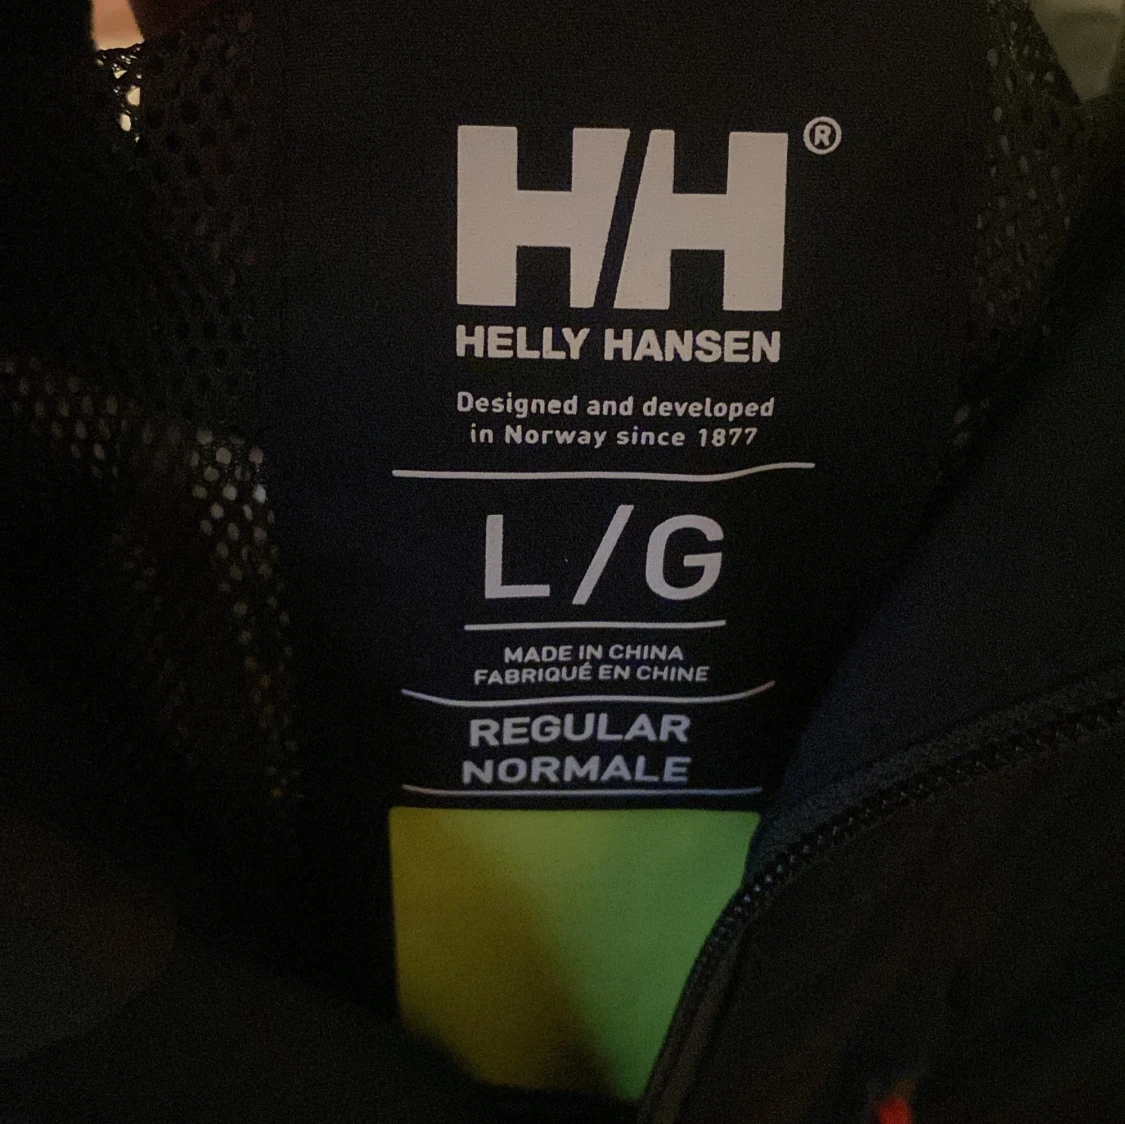 HH®
HELLY HANSEN
Designed and developed
in Norway since 1877
L/G
MADE IN CHINA
FABRIQUÉ EN CHINE
REGULAR
NORMALE